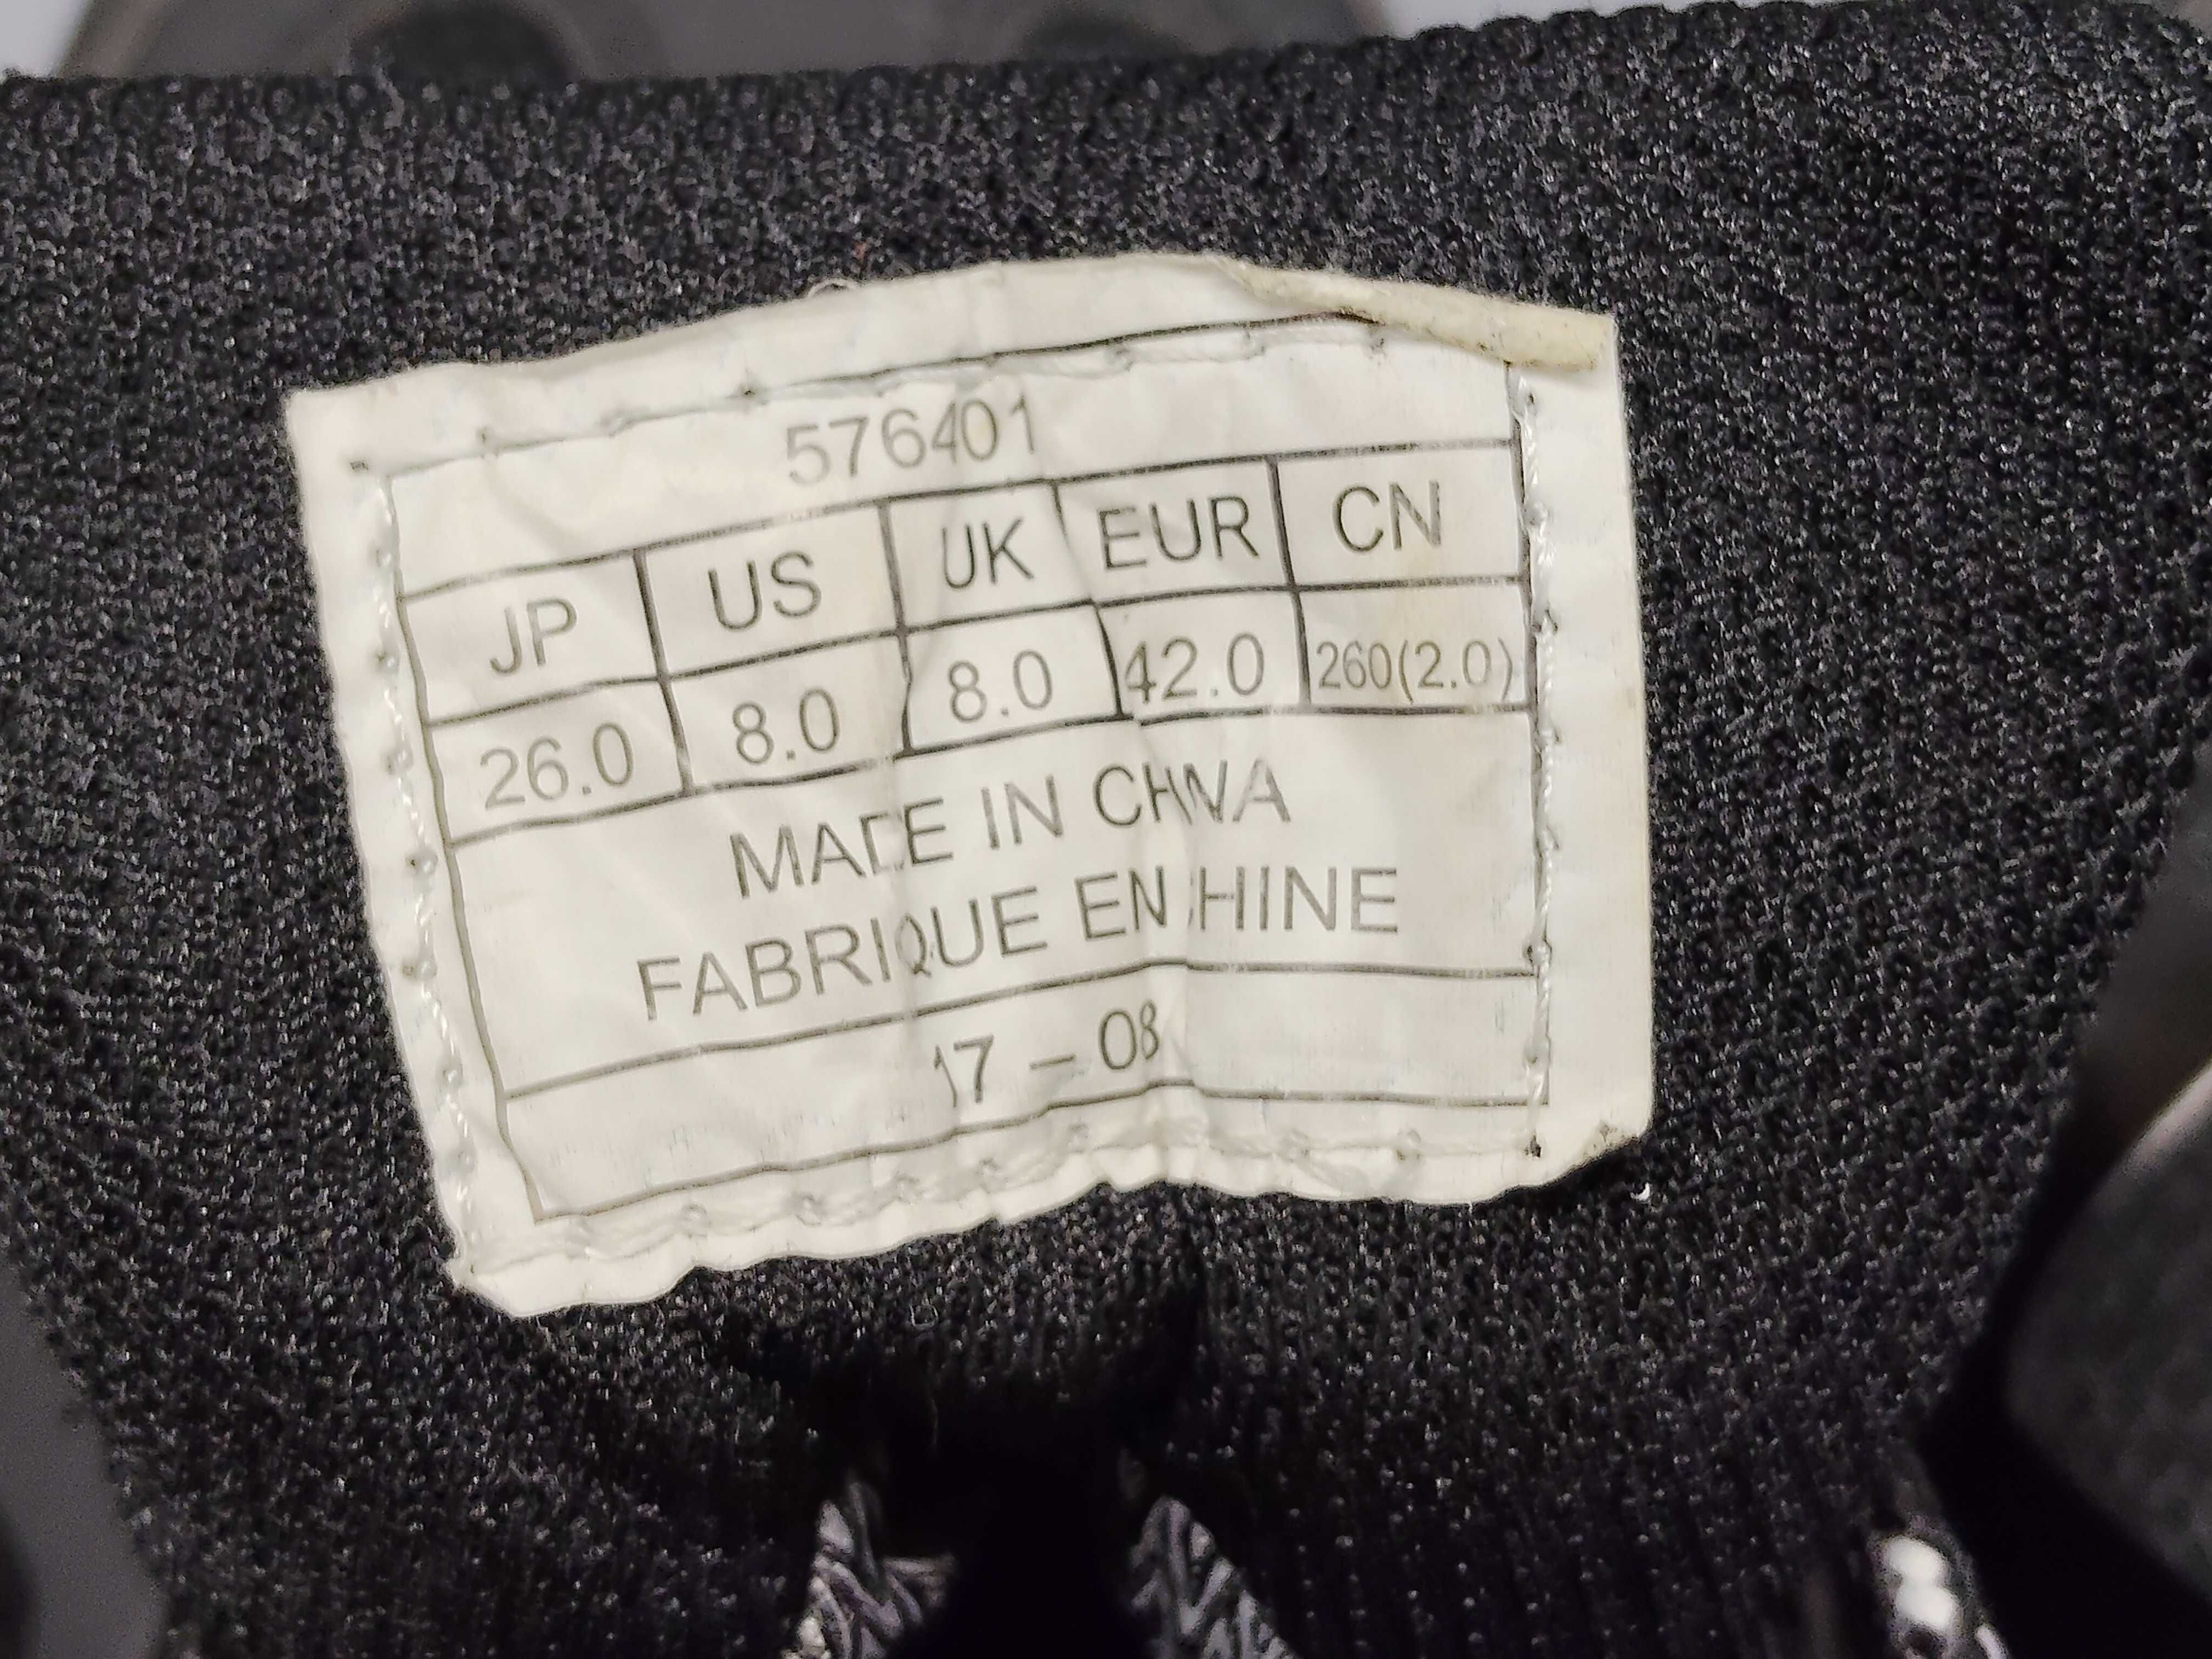 576401
JP US UK EUR CN
26.0 8.0 8.0 42.0 260(2.0)
MADE IN CHINA
FABRIQUE EN CHINE
17 - 08